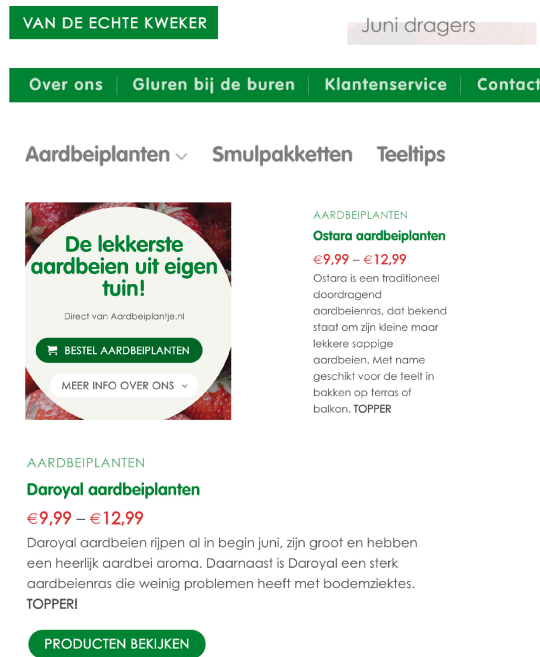 VAN DE ECHTE KWEKER
Juni dragers
Over ons
Gluren bij de buren
Klantenservice
Contact
Aardbeiplanten
Smulpakketten
Teeltips
De lekkerste
aardbeien uit eigen
tuin!
Direct van Aardbeiplantje.nl
BESTEL AARDBEIPLANTEN
MEER INFO OVER ONS
AARDBEIPLANTEN
Ostara aardbeiplanten
€9,99 – €12,99
Ostara is een traditioneel
doordragend
aardbeienras, dat bekend
staat om zijn kleine maar
lekkere sappige
aardbeien. Met name
geschikt voor de teelt in
bakken op terras of
balkon. TOPPER
AARDBEIPLANTEN
Daroyal aardbeiplanten
€9,99 – €12,99
Daroyal aardbeien rijpen al in begin juni, zijn groot en hebben
een heerlijk aardbei aroma. Daarnaast is Daroyal een sterk
aardbeienras die weinig problemen heeft met bodemziektes.
TOPPER!
PRODUCTEN BEKIJKEN